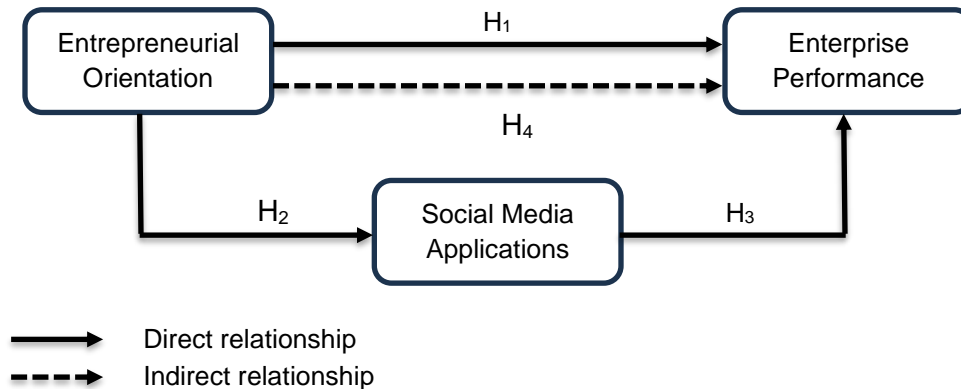 Entrepreneurial
Orientation
H₁
Enterprise
Performance
H₄
H₂
Social Media
Applications
H₃
Direct relationship
Indirect relationship